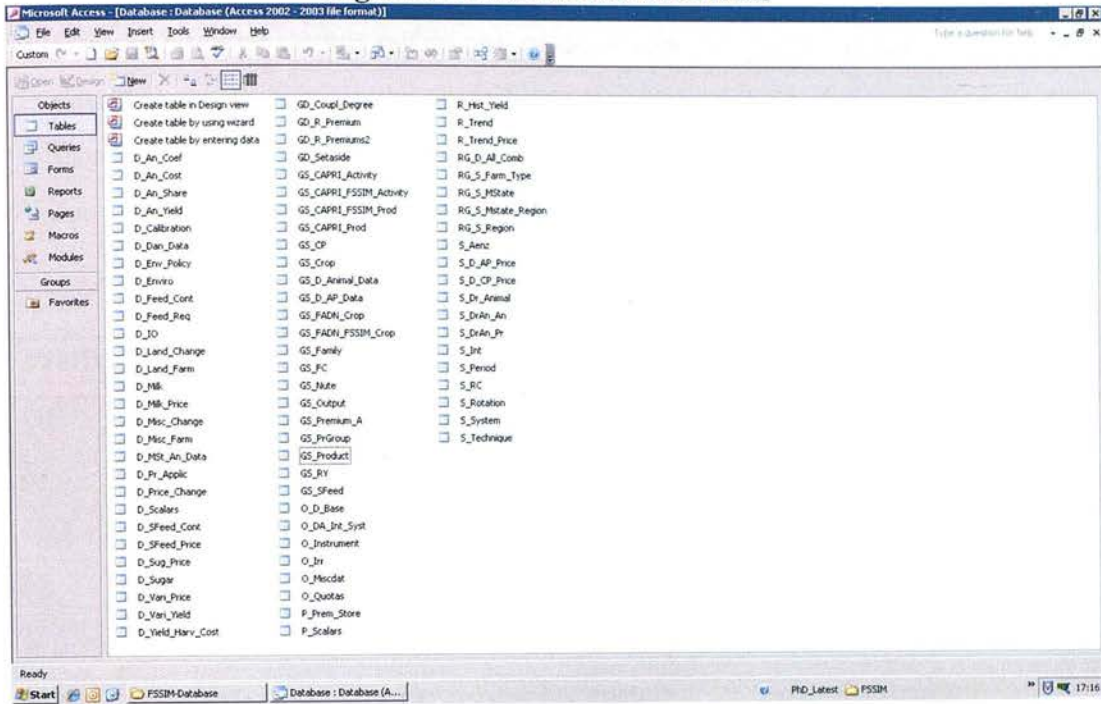 Microsoft Access - [Database : Database (Access 2002 - 2003 file format)]
File Edit View Insert Tools Window Help
Type a question for help
Custom
Open Design New
Objects
Tables
Queries
Forms
Reports
Pages
Macros
Modules
Groups
Favorites
Create table in Design view
Create table by using wizard
Create table by entering data
D_An_Coef
D_An_Cost
D_An_Share
D_An_Yield
D_Calibration
D_Dan_Data
D_Env_Policy
D_Enviro
D_Feed_Cont
D_Feed_Req
D_IO
D_Land_Change
D_Land_Farm
D_Milk
D_Milk_Price
D_Misc_Change
D_Misc_Farm
D_MSt_An_Data
D_Pr_Applic
D_Price_Change
D_Scalars
D_SFeed_Cont
D_SFeed_Price
D_Sug_Price
D_Sugar
D_Vari_Price
D_Vari_Yield
D_Yield_Harv_Cost
GD_Coupl_Degree
GD_R_Premium
GD_R_Premiums2
GD_Setaside
GS_CAPRI_Activity
GS_CAPRI_FSSIM_Activity
GS_CAPRI_FSSIM_Prod
GS_CAPRI_Prod
GS_CP
GS_Crop
GS_D_Animal_Data
GS_D_AP_Data
GS_FADN_Crop
GS_FADN_FSSIM_Crop
GS_Family
GS_FC
GS_Nute
GS_Output
GS_Premium_A
GS_PrGroup
GS_Product
GS_RY
GS_SFeed
O_D_Base
O_DA_Int_Syst
O_Instrument
O_Irr
O_Miscdat
O_Quotas
P_Prem_Store
P_Scalars
R_Hist_Yield
R_Trend
R_Trend_Price
RG_D_All_Comb
RG_S_Farm_Type
RG_S_MState
RG_S_Mstate_Region
RG_S_Region
S_Aenz
S_D_AP_Price
S_D_CP_Price
S_Dr_Animal
S_DrAn_An
S_DrAn_Pr
S_Int
S_Period
S_RC
S_Rotation
S_System
S_Technique
Ready
Start FSSIM-Database Database : Database (A... PhD_Latest FSSIM 17:16